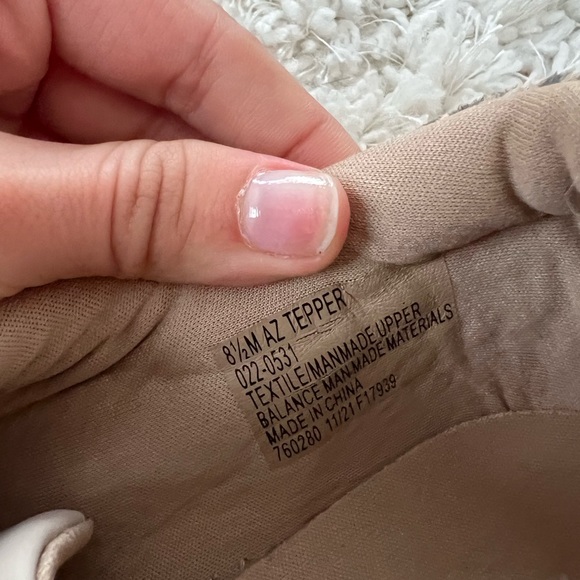 8½M AZ TEPPER
022-0531
TEXTILE/MANMADE UPPER
BALANCE MAN-MADE MATERIALS
MADE IN CHINA
760280 11/21 F17939